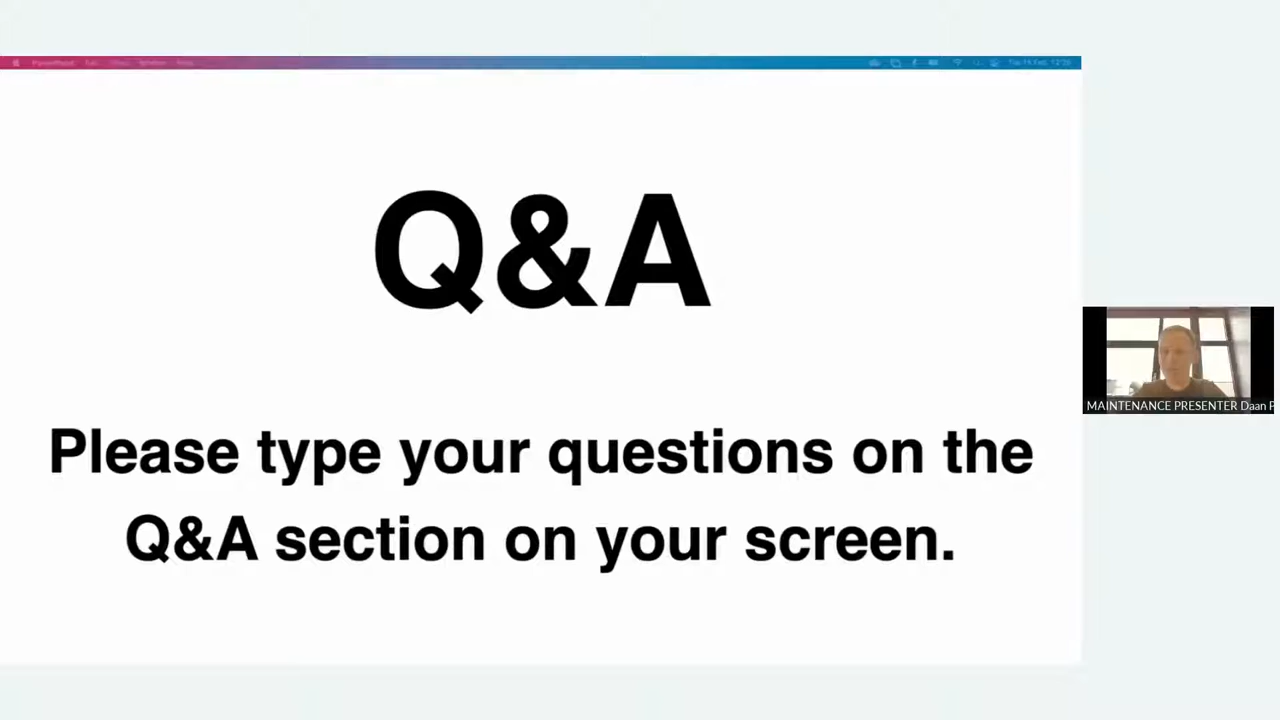 Q&A
Please type your questions on the
Q&A section on your screen.
MAINTENANCE PRESENTER Daan P